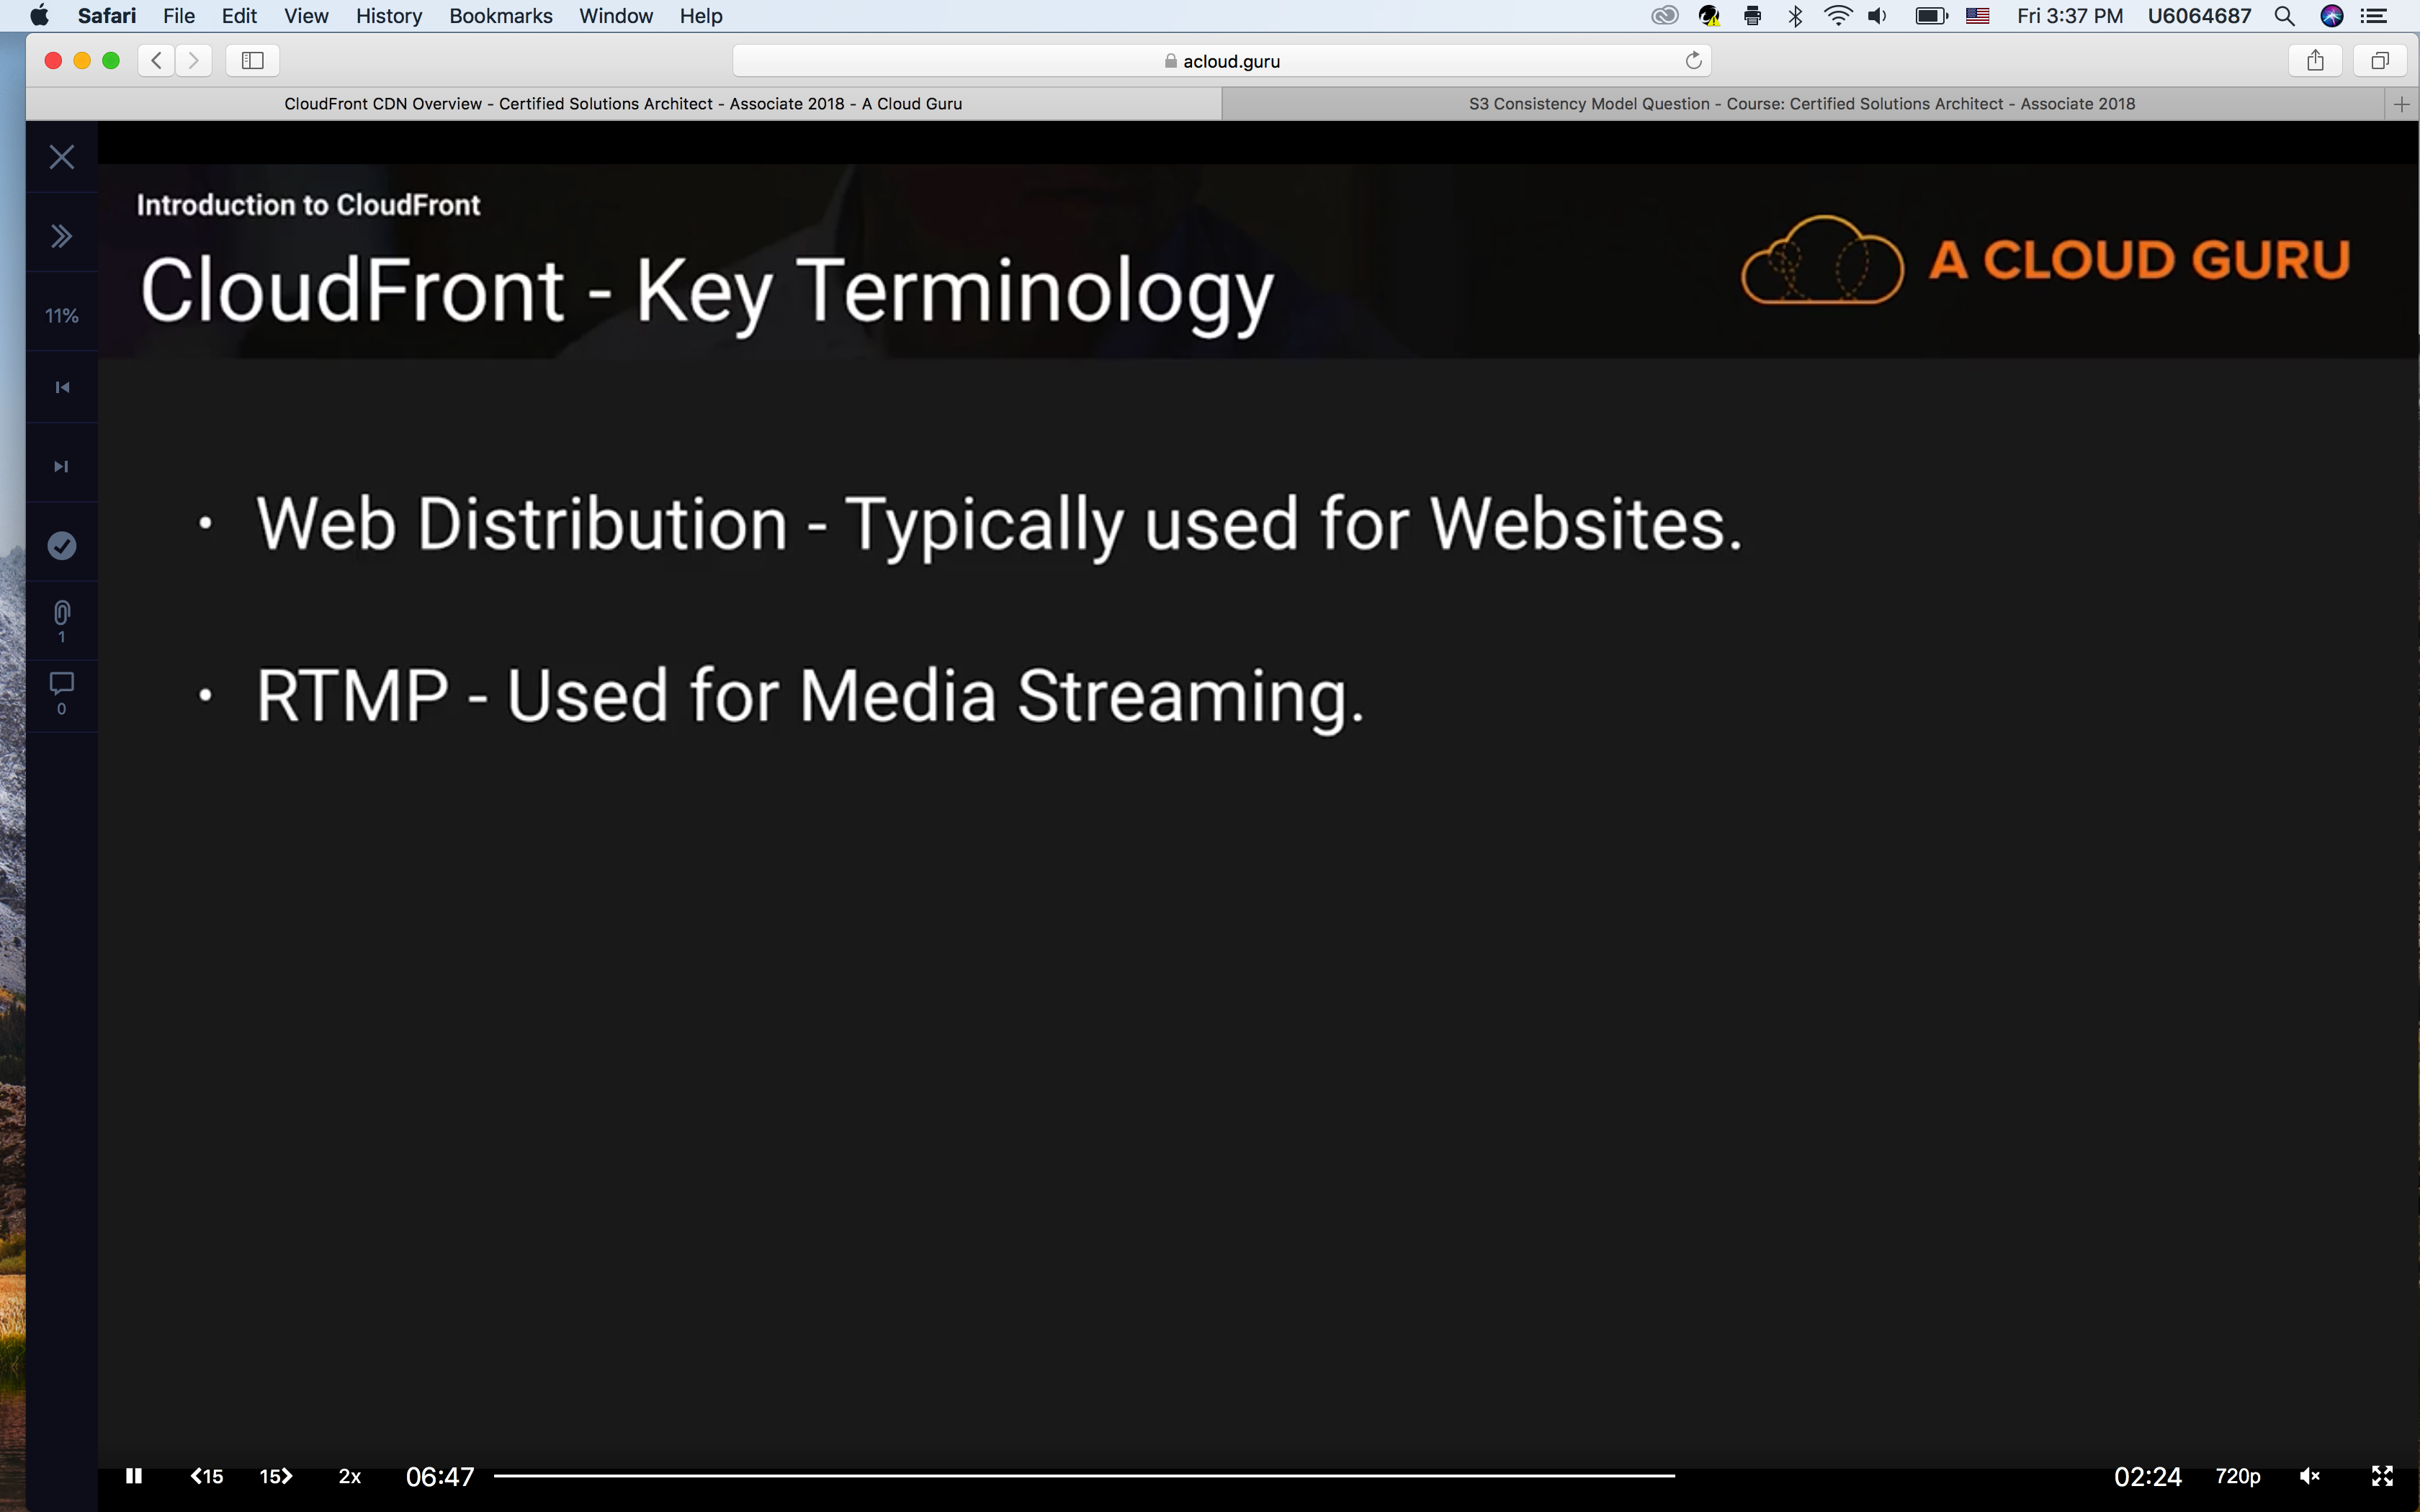 Safari File Edit View History Bookmarks Window Help Fri 3:37 PM U6064687
acloud.guru
CloudFront CDN Overview - Certified Solutions Architect - Associate 2018 - A Cloud Guru
S3 Consistency Model Question - Course: Certified Solutions Architect - Associate 2018
Introduction to CloudFront
CloudFront - Key Terminology
A CLOUD GURU
11%
• Web Distribution - Typically used for Websites.
• RTMP - Used for Media Streaming.
1
0
15 15 2x 06:47 02:24 720p